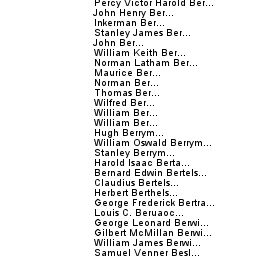 Percy Victor Harold Ber...
John Henry Ber...
Inkerman Ber...
Stanley James Ber...
John Ber...
William Keith Ber...
Norman Latham Ber...
Maurice Ber...
Norman Ber...
Thomas Ber...
Wilfred Ber...
William Ber...
William Ber...
Hugh Berrym...
William Oswald Berrym...
Stanley Berrym...
Harold Isaac Berta...
Bernard Edwin Bertels...
Claudius Bertels...
Herbert Berthels...
George Frederick Bertra...
Louis C. Beruaoc...
George Leonard Berwi...
Gilbert McMillan Berwi...
William James Berwi...
Samuel Venner Besl...